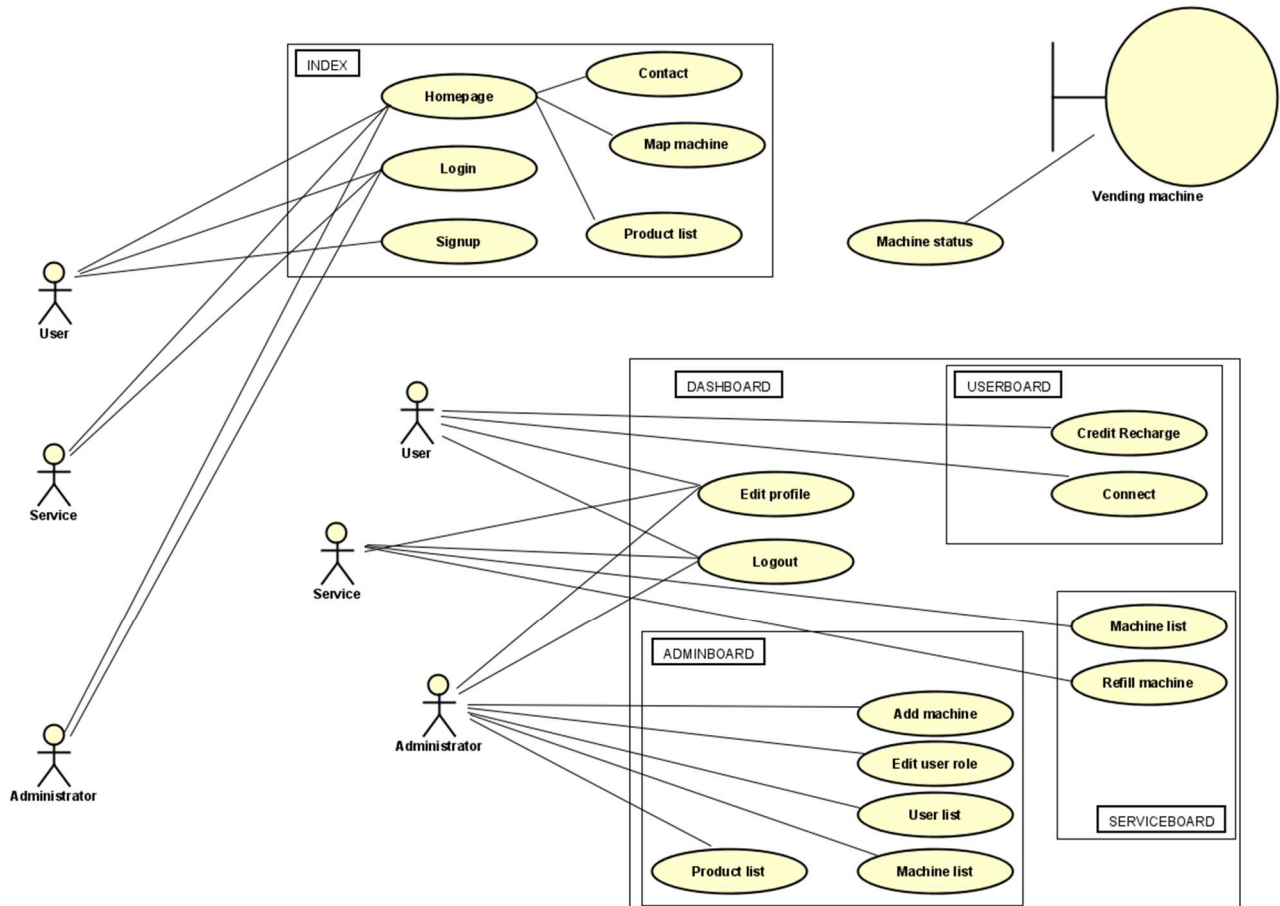 INDEX
Homepage
Contact
Map machine
Login
Signup
Product list
Vending machine
Machine status
User
Service
Administrator
DASHBOARD
USERBOARD
User
Credit Recharge
Edit profile
Connect
Logout
Service
Machine list
Refill machine
SERVICEBOARD
ADMINBOARD
Administrator
Add machine
Edit user role
User list
Product list
Machine list